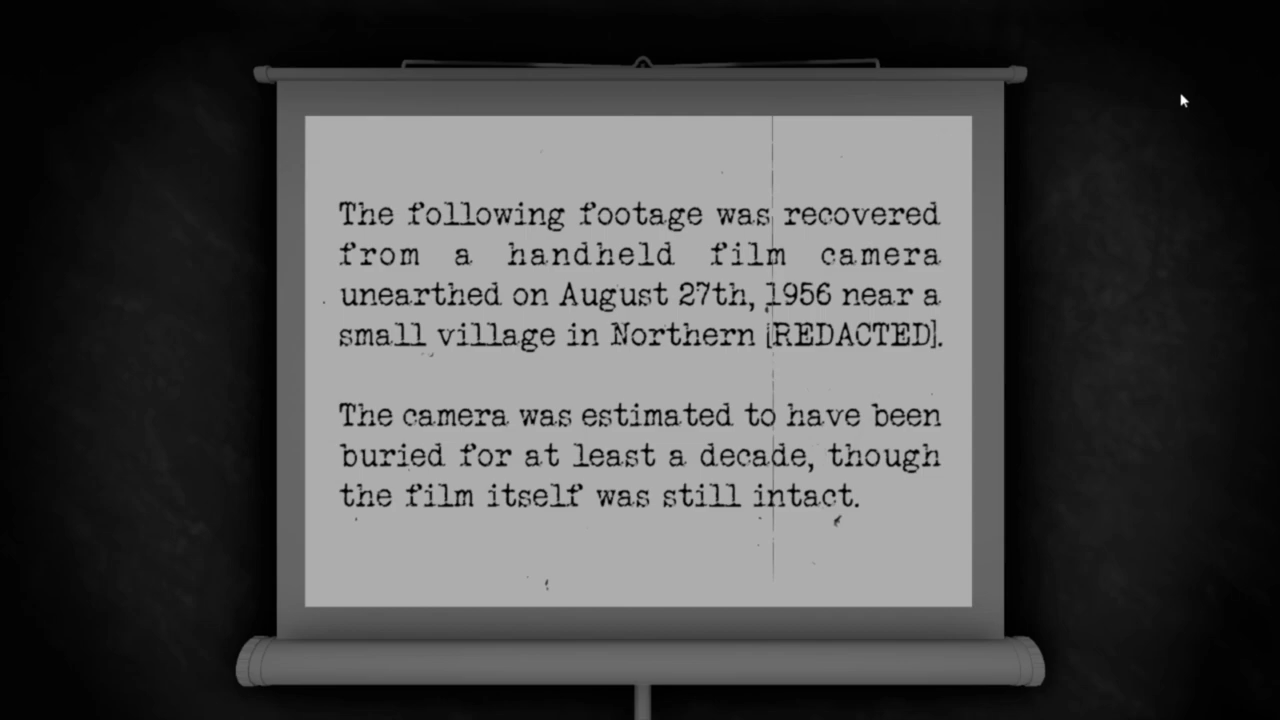 The following footage was recovered
from a handheld film camera
unearthed on August 27th, 1956 near a
small village in Northern [REDACTED].
The camera was estimated to have been
buried for at least a decade, though
the film itself was still intact.